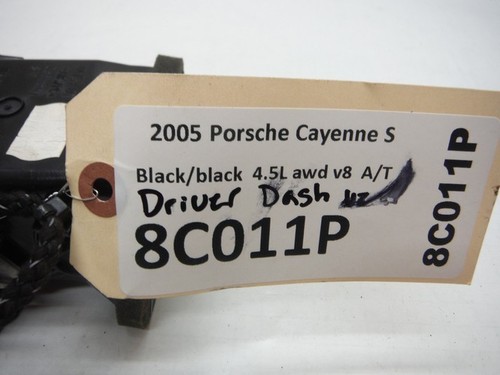 2005 Porsche Cayenne S
Black/black 4.5L awd v8 A/T
Driver Dash
8C011P
8C011P